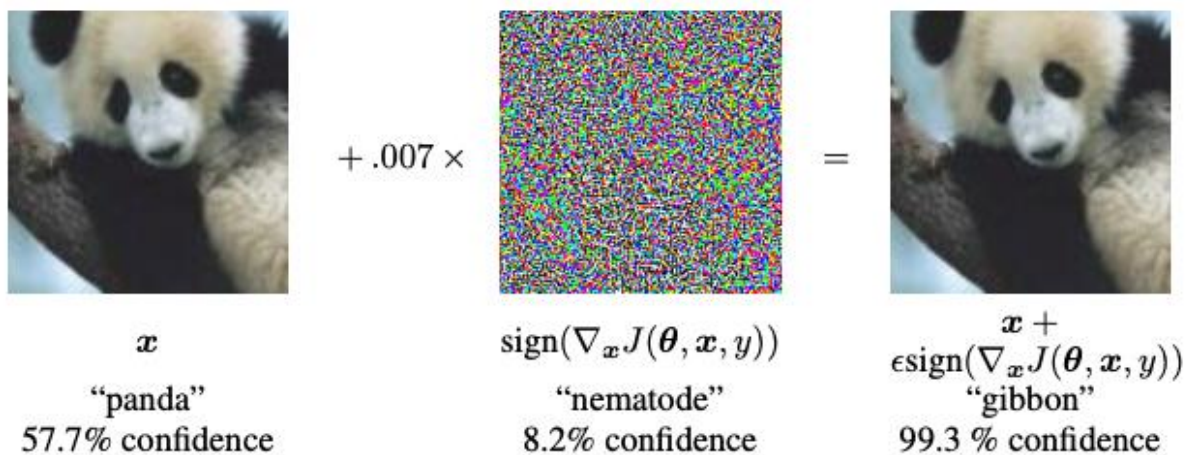 + .007 ×
=
x
“panda”
57.7% confidence
sign(∇ₓJ(θ, x, y))
“nematode”
8.2% confidence
x +
ϵsign(∇ₓJ(θ, x, y))
“gibbon”
99.3 % confidence